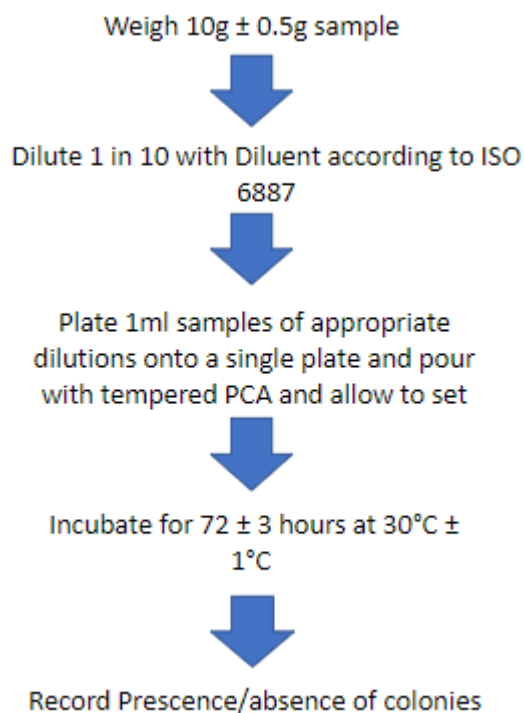 Weigh 10g ± 0.5g sample
Dilute 1 in 10 with Diluent according to ISO
6887
Plate 1ml samples of appropriate
dilutions onto a single plate and pour
with tempered PCA and allow to set
Incubate for 72 ± 3 hours at 30°C ±
1°C
Record Prescence/absence of colonies